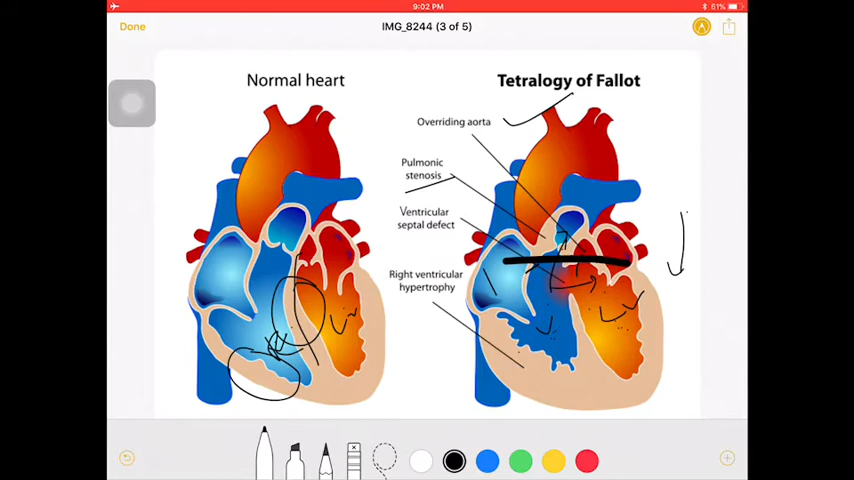 9:02 PM
61%
Done
IMG_8244 (3 of 5)
Normal heart
Tetralogy of Fallot
Overriding aorta
Pulmonic
stenosis
Ventricular
septal defect
Right ventricular
hypertrophy